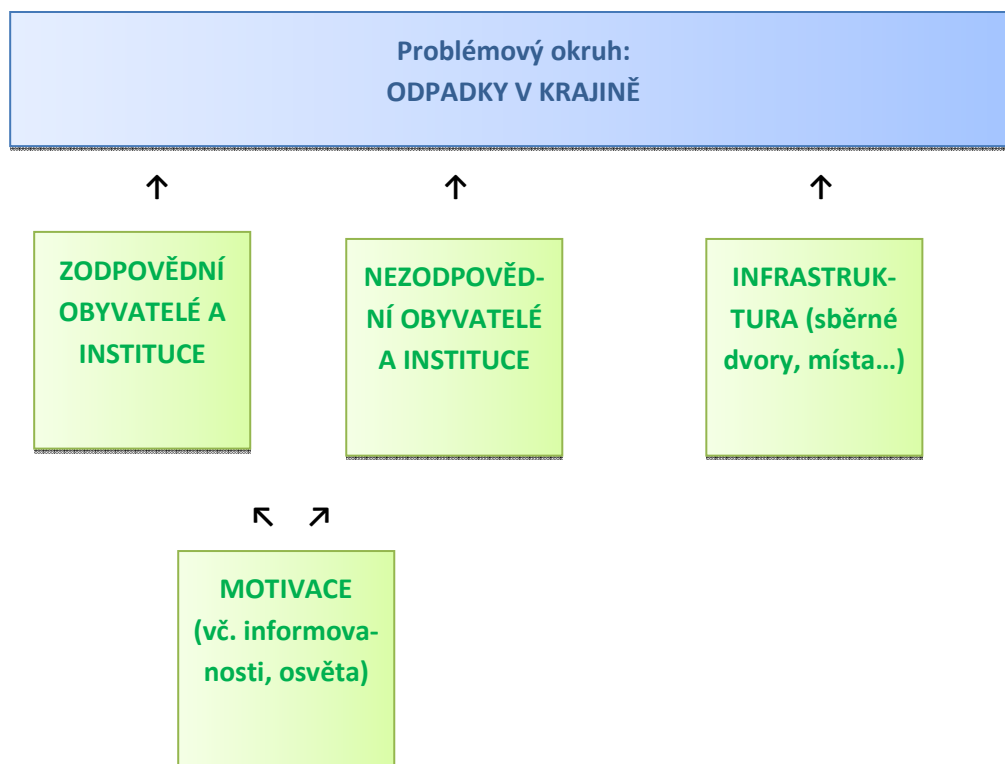 Problémový okruh:
ODPADKY V KRAJINĚ
↑ ↑ ↑
ZODPOVĚDNÍ
OBYVATELÉ A
INSTITUCE
NEZODPOVĚD-
NÍ OBYVATELÉ
A INSTITUCE
INFRASTRUK-
TURA (sběrné
dvory, místa…)
↖ ↗
MOTIVACE
(vč. informova-
nosti, osvěta)